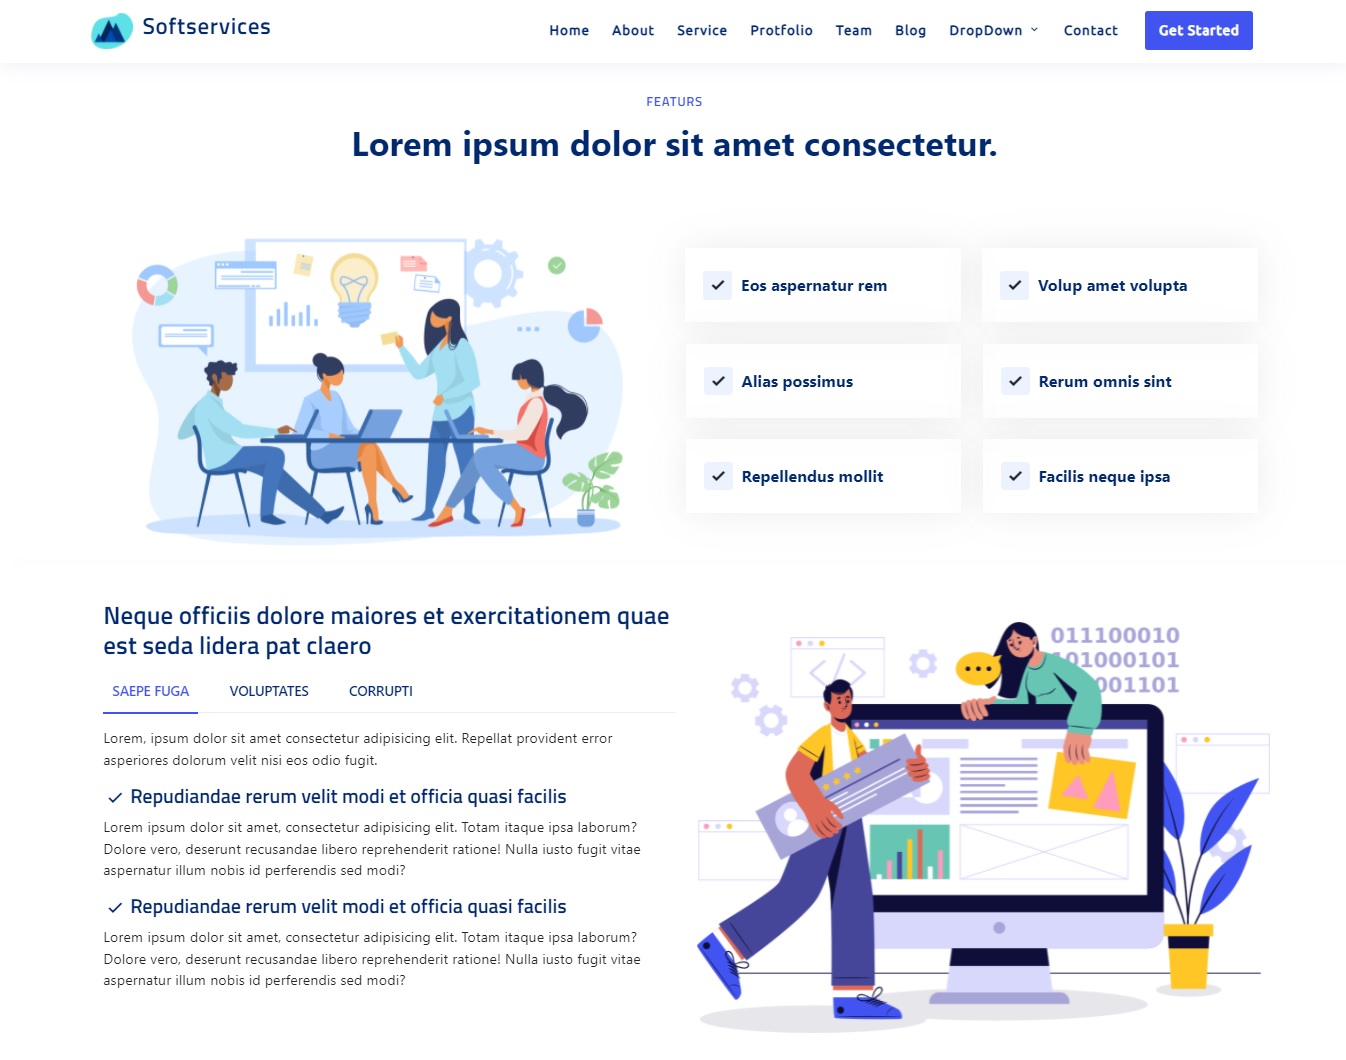 Softservices
Home About Service Protfolio Team Blog DropDown Contact Get Started
FEATURS
Lorem ipsum dolor sit amet consectetur.
Eos aspernatur rem
Volup amet volupta
Alias possimus
Rerum omnis sint
Repellendus mollit
Facilis neque ipsa
Neque officiis dolore maiores et exercitationem quae
est seda lidera pat claero
SAEPE FUGA VOLUPTATES CORRUPTI
Lorem, ipsum dolor sit amet consectetur adipisicing elit. Repellat provident error
asperiores dolorum velit nisi eos odio fugit.
Repudiandae rerum velit modi et officia quasi facilis
Lorem ipsum dolor sit amet, consectetur adipisicing elit. Totam itaque ipsa laborum?
Dolore vero, deserunt recusandae libero reprehenderit ratione! Nulla iusto fugit vitae
aspernatur illum nobis id perferendis sed modi?
Repudiandae rerum velit modi et officia quasi facilis
Lorem ipsum dolor sit amet, consectetur adipisicing elit. Totam itaque ipsa laborum?
Dolore vero, deserunt recusandae libero reprehenderit ratione! Nulla iusto fugit vitae
aspernatur illum nobis id perferendis sed modi?
</>
011100010
101000101
001101